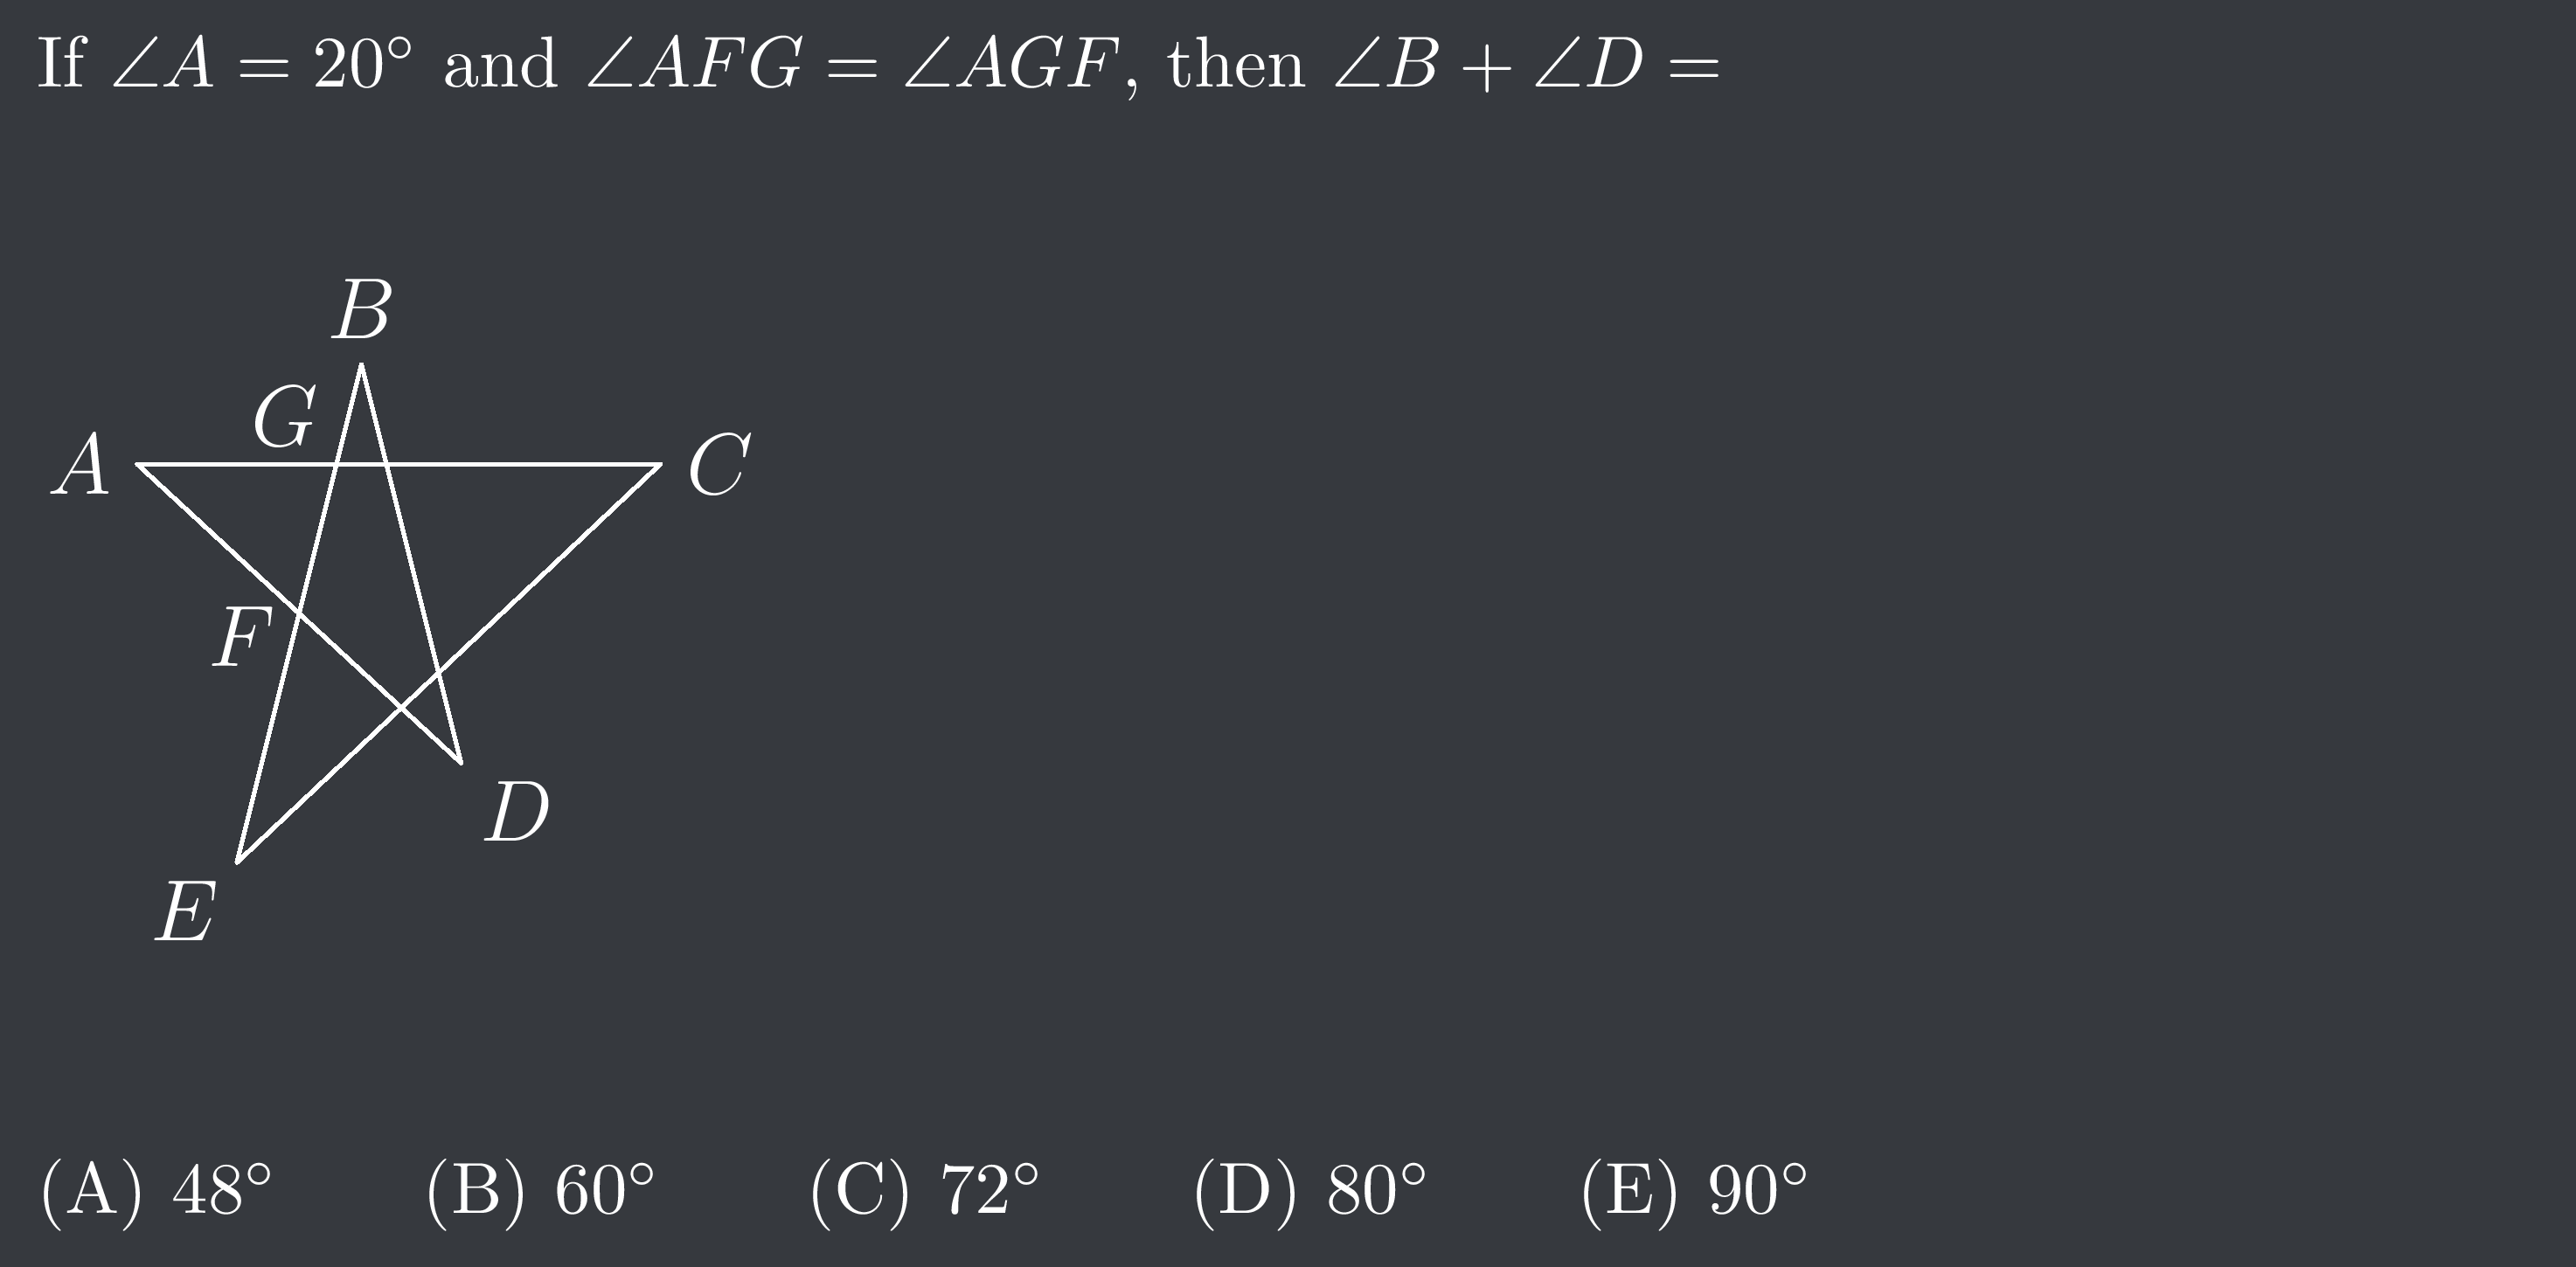 If ∠A = 20° and ∠AFG = ∠AGF, then ∠B + ∠D =
B
G
A
C
F
D
E
(A) 48° (B) 60° (C) 72° (D) 80° (E) 90°